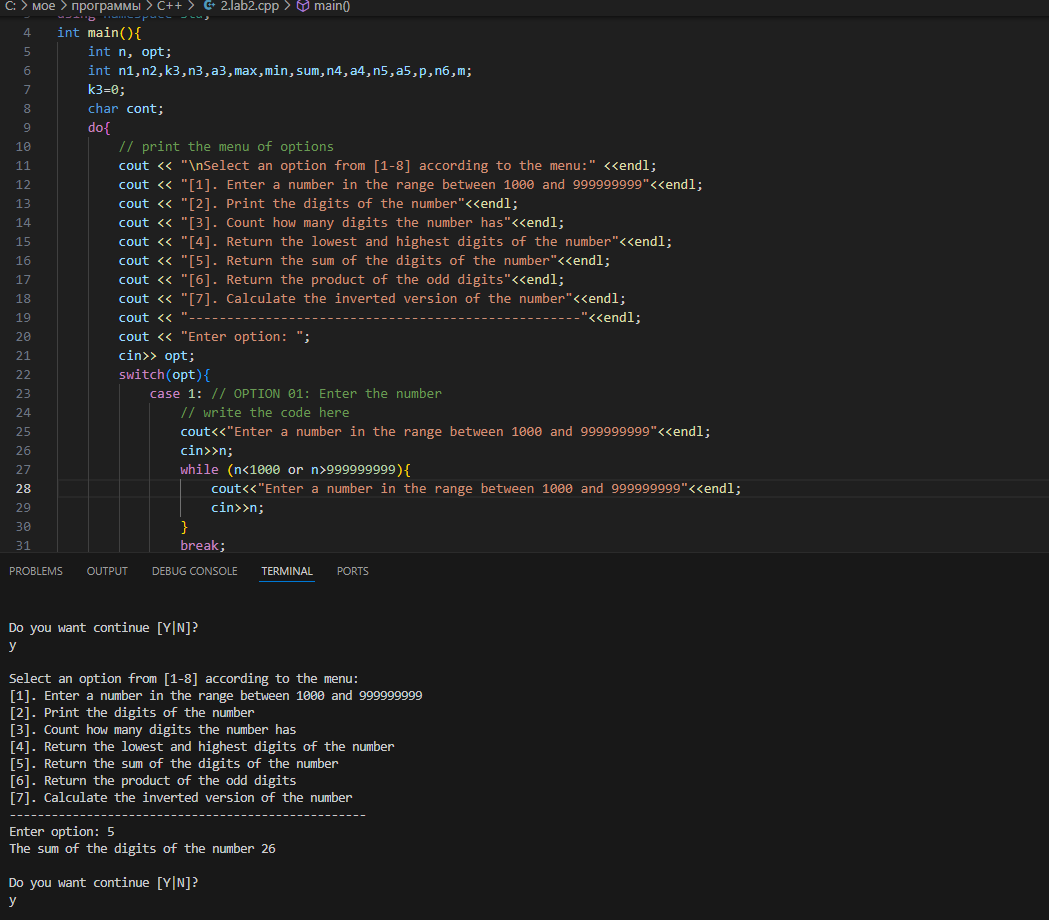 C: > мое > программы > C++ > 2.lab2.cpp > main()
3 using namespace std;
4 int main(){
5 int n, opt;
6 int n1,n2,k3,n3,a3,max,min,sum,n4,a4,n5,a5,p,n6,m;
7 k3=0;
8 char cont;
9 do{
10 // print the menu of options
11 cout << "\nSelect an option from [1-8] according to the menu:" <<endl;
12 cout << "[1]. Enter a number in the range between 1000 and 999999999"<<endl;
13 cout << "[2]. Print the digits of the number"<<endl;
14 cout << "[3]. Count how many digits the number has"<<endl;
15 cout << "[4]. Return the lowest and highest digits of the number"<<endl;
16 cout << "[5]. Return the sum of the digits of the number"<<endl;
17 cout << "[6]. Return the product of the odd digits"<<endl;
18 cout << "[7]. Calculate the inverted version of the number"<<endl;
19 cout << "---------------------------------------------------"<<endl;
20 cout << "Enter option: ";
21 cin>> opt;
22 switch(opt){
23 case 1: // OPTION 01: Enter the number
24 // write the code here
25 cout<<"Enter a number in the range between 1000 and 999999999"<<endl;
26 cin>>n;
27 while (n<1000 or n>999999999){
28 cout<<"Enter a number in the range between 1000 and 999999999"<<endl;
29 cin>>n;
30 }
31 break;
PROBLEMS OUTPUT DEBUG CONSOLE TERMINAL PORTS
Do you want continue [Y|N]?
y
Select an option from [1-8] according to the menu:
[1]. Enter a number in the range between 1000 and 999999999
[2]. Print the digits of the number
[3]. Count how many digits the number has
[4]. Return the lowest and highest digits of the number
[5]. Return the sum of the digits of the number
[6]. Return the product of the odd digits
[7]. Calculate the inverted version of the number
---------------------------------------------------
Enter option: 5
The sum of the digits of the number 26
Do you want continue [Y|N]?
y